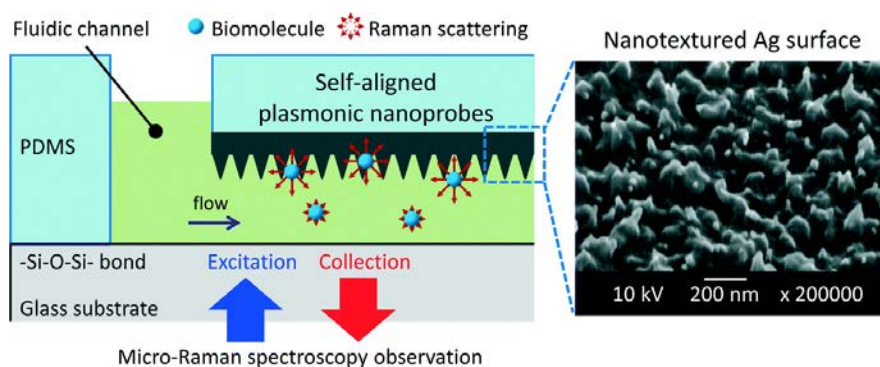 Fluidic channel
Biomolecule
Raman scattering
Self-aligned
plasmonic nanoprobes
PDMS
flow
-Si-O-Si- bond
Excitation
Collection
Glass substrate
Micro-Raman spectroscopy observation
Nanotextured Ag surface
10 kV 200 nm x 200000